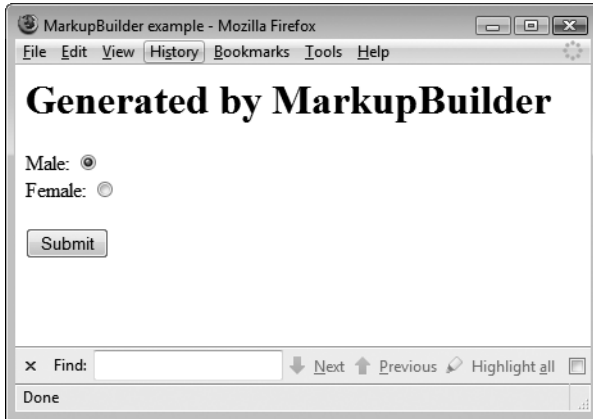 MarkupBuilder example - Mozilla Firefox
File Edit View History Bookmarks Tools Help
Generated by MarkupBuilder
Male:
Female:
Submit
× Find: Next Previous Highlight all
Done